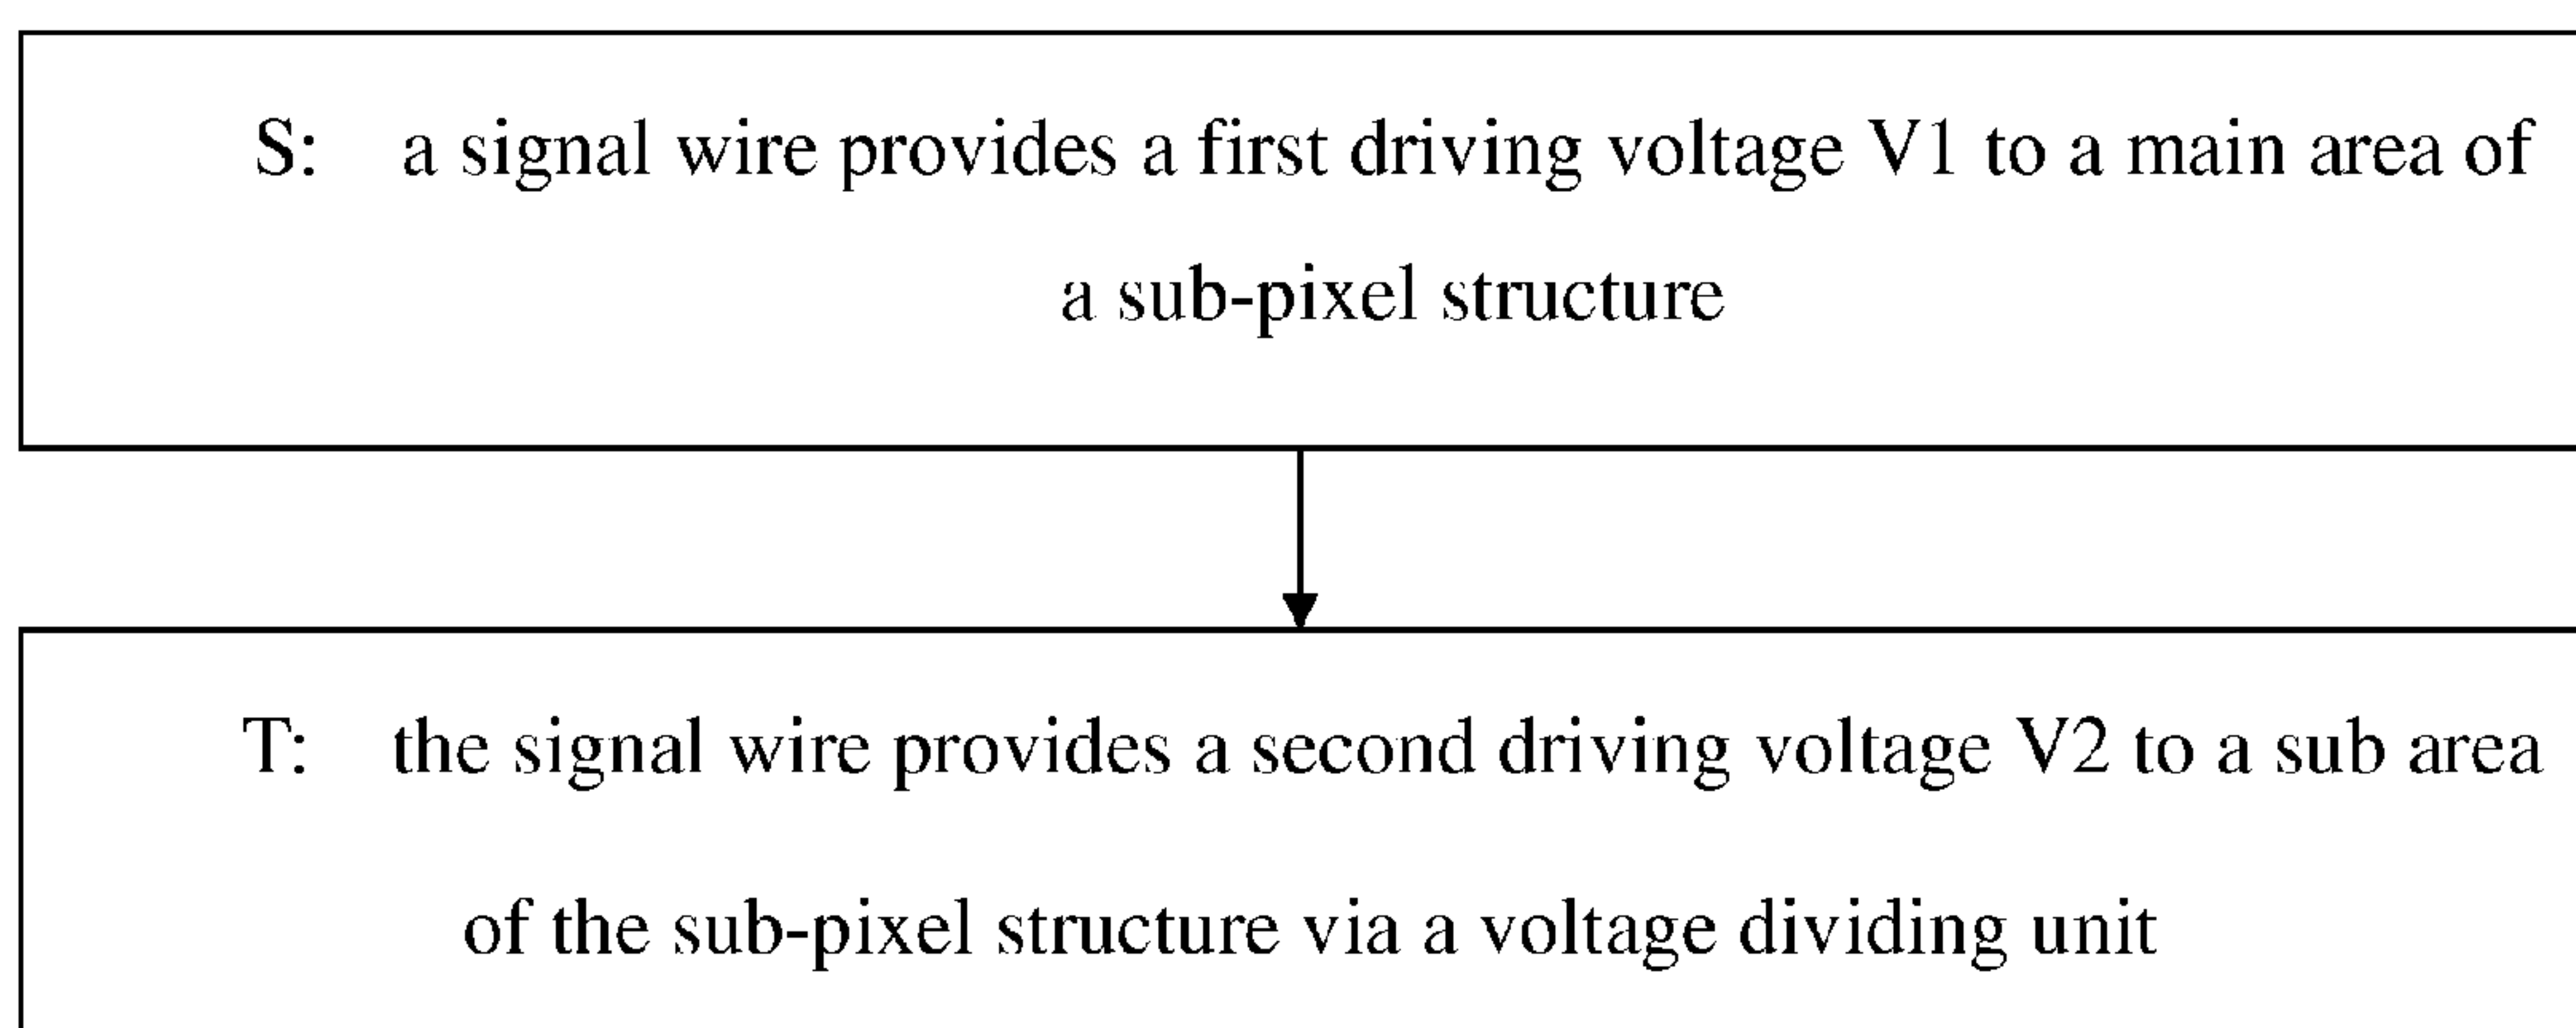 S: a signal wire provides a first driving voltage V1 to a main area of
a sub-pixel structure
T: the signal wire provides a second driving voltage V2 to a sub area
of the sub-pixel structure via a voltage dividing unit